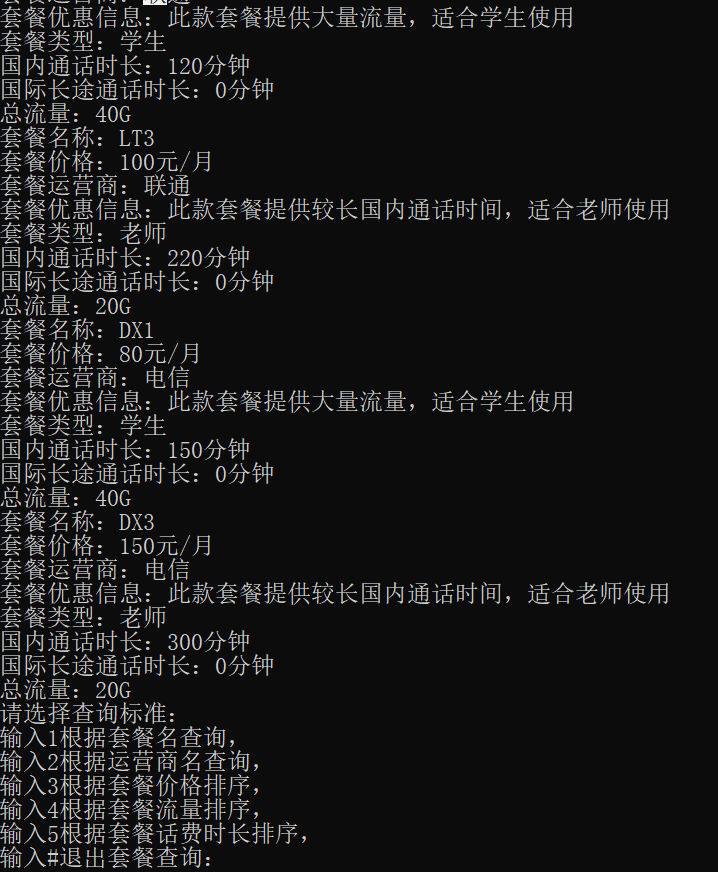 套餐优惠信息：此款套餐提供大量流量，适合学生使用
套餐类型：学生
国内通话时长：120分钟
国际长途通话时长：0分钟
总流量：40G
套餐名称：LT3
套餐价格：100元/月
套餐运营商：联通
套餐优惠信息：此款套餐提供较长国内通话时间，适合老师使用
套餐类型：老师
国内通话时长：220分钟
国际长途通话时长：0分钟
总流量：20G
套餐名称：DX1
套餐价格：80元/月
套餐运营商：电信
套餐优惠信息：此款套餐提供大量流量，适合学生使用
套餐类型：学生
国内通话时长：150分钟
国际长途通话时长：0分钟
总流量：40G
套餐名称：DX3
套餐价格：150元/月
套餐运营商：电信
套餐优惠信息：此款套餐提供较长国内通话时间，适合老师使用
套餐类型：老师
国内通话时长：300分钟
国际长途通话时长：0分钟
总流量：20G
请选择查询标准：
输入1根据套餐名查询，
输入2根据运营商名查询，
输入3根据套餐价格排序，
输入4根据套餐流量排序，
输入5根据套餐话费时长排序，
输入#退出套餐查询：